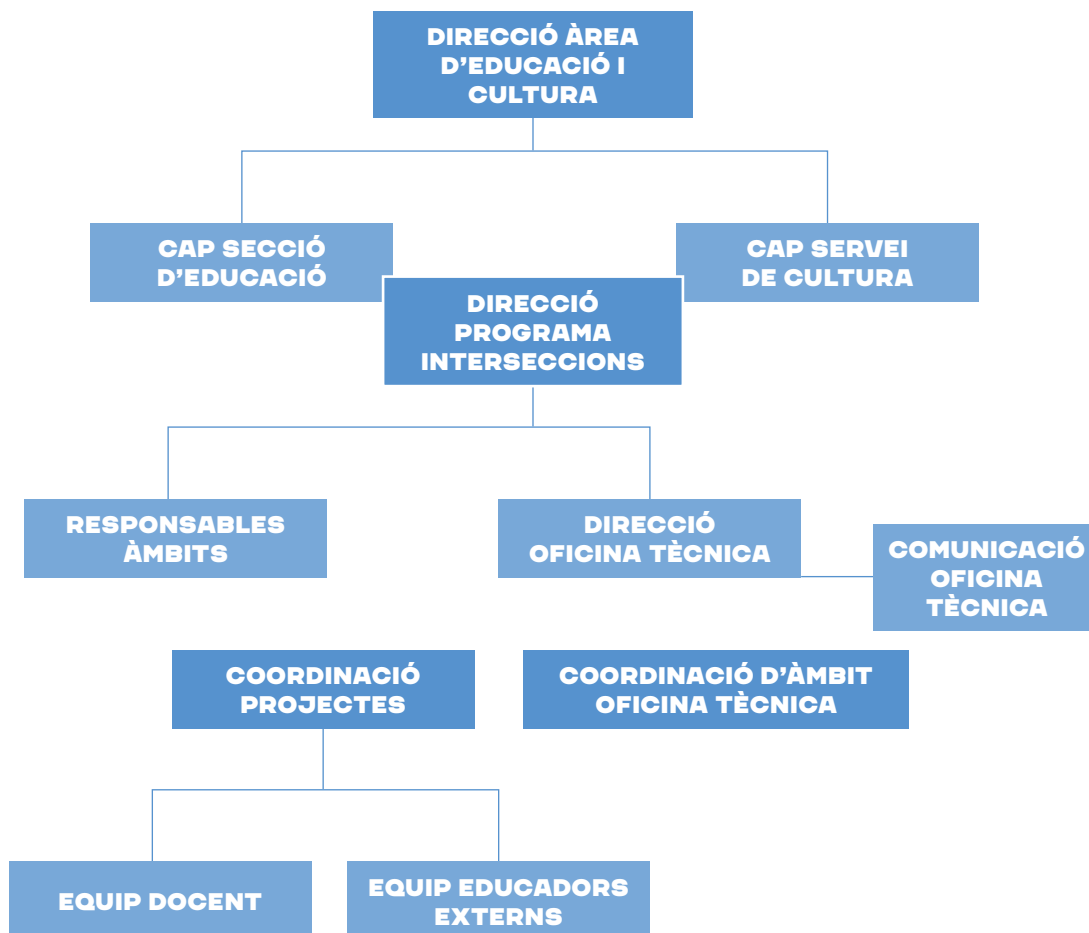 DIRECCIÓ ÀREA
D’EDUCACIÓ I
CULTURA
CAP SECCIÓ
D’EDUCACIÓ
CAP SERVEI
DE CULTURA
DIRECCIÓ
PROGRAMA
INTERSECCIONS
RESPONSABLES
ÀMBITS
DIRECCIÓ
OFICINA TÈCNICA
COMUNICACIÓ
OFICINA
TÈCNICA
COORDINACIÓ
PROJECTES
COORDINACIÓ D’ÀMBIT
OFICINA TÈCNICA
EQUIP DOCENT
EQUIP EDUCADORS
EXTERNS